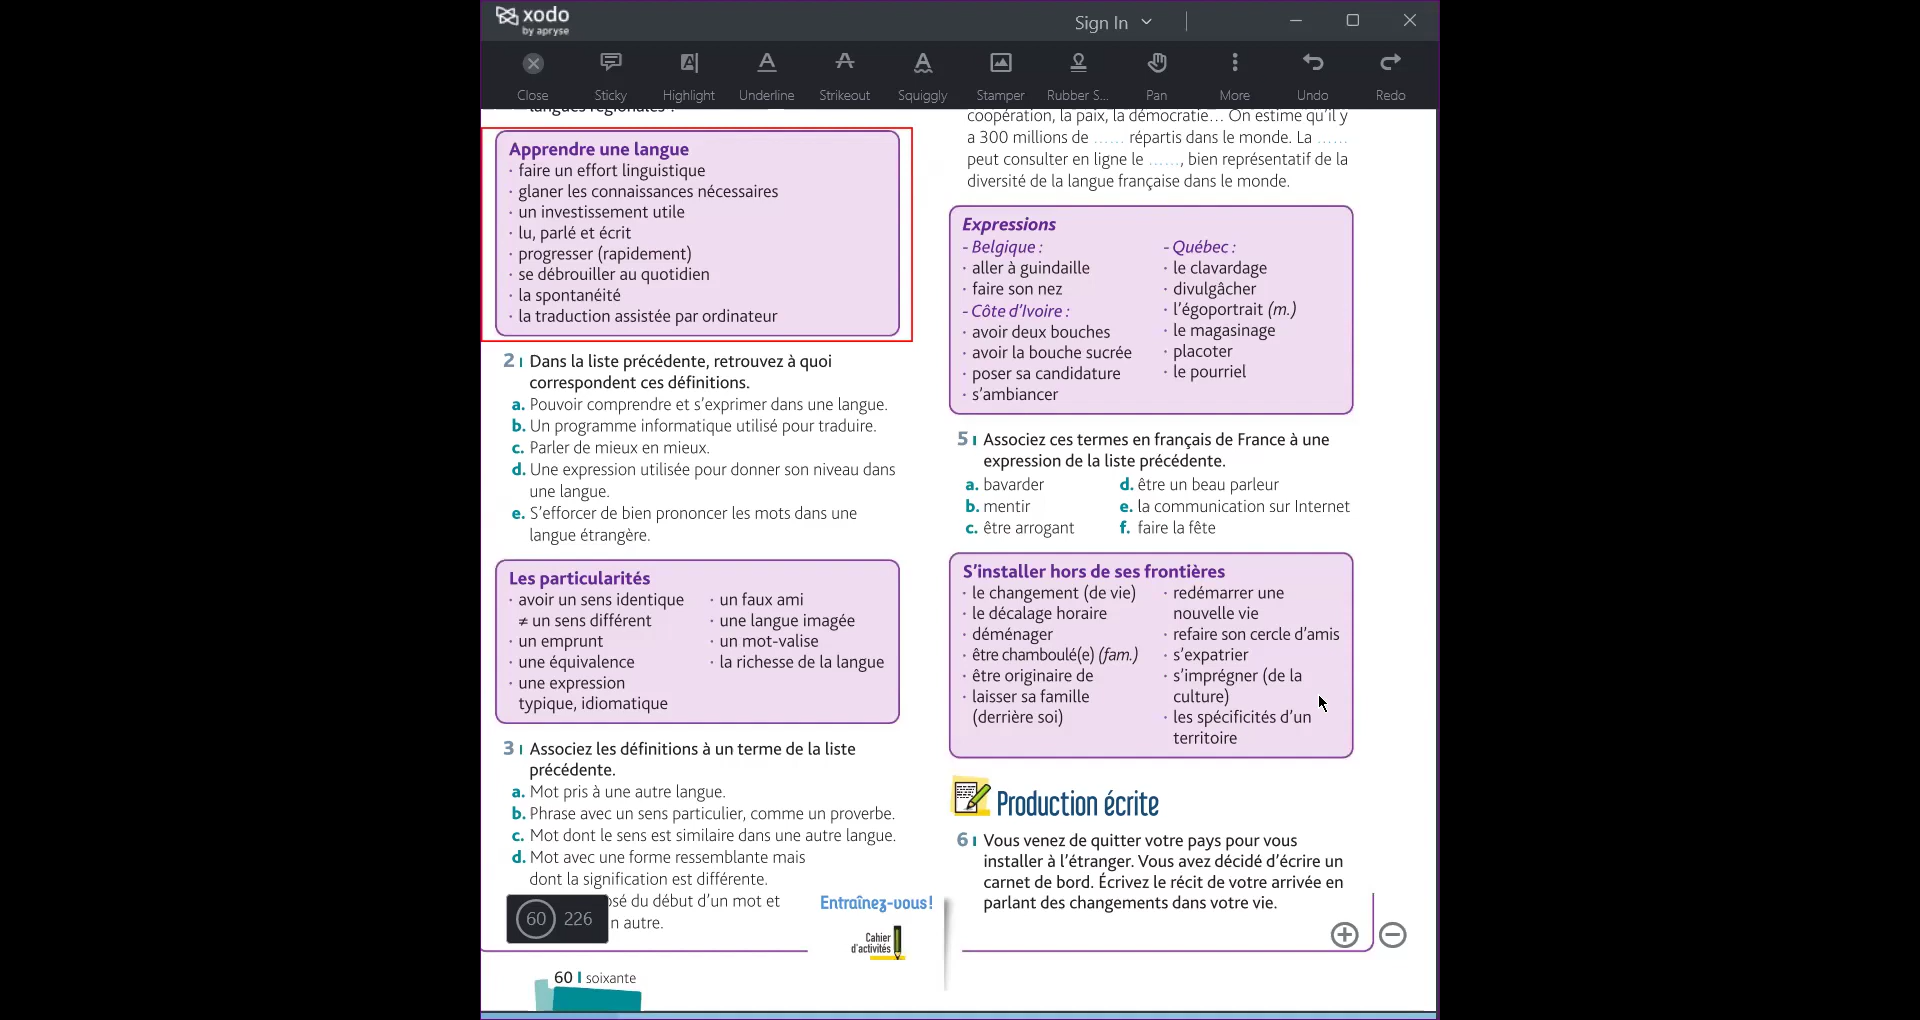 xodo
by apryse
Sign In
Close
Sticky
Highlight
Underline
Strikeout
Squiggly
Stamper
Rubber S...
Pan
More
Undo
Redo
langues régionales ?
Apprendre une langue
· faire un effort linguistique
· glaner les connaissances nécessaires
· un investissement utile
· lu, parlé et écrit
· progresser (rapidement)
· se débrouiller au quotidien
· la spontanéité
· la traduction assistée par ordinateur
2 I Dans la liste précédente, retrouvez à quoi
correspondent ces définitions.
a. Pouvoir comprendre et s'exprimer dans une langue.
b. Un programme informatique utilisé pour traduire.
c. Parler de mieux en mieux.
d. Une expression utilisée pour donner son niveau dans
une langue.
e. S'efforcer de bien prononcer les mots dans une
langue étrangère.
Les particularités
· avoir un sens identique
≠ un sens différent
· un emprunt
· une équivalence
· une expression
typique, idiomatique
· un faux ami
· une langue imagée
· un mot-valise
· la richesse de la langue
3 I Associez les définitions à un terme de la liste
précédente.
a. Mot pris à une autre langue.
b. Phrase avec un sens particulier, comme un proverbe.
c. Mot dont le sens est similaire dans une autre langue.
d. Mot avec une forme ressemblante mais
dont la signification est différente.
osé du début d'un mot et
n autre.
60 226
Entraînez-vous !
Cahier
d'activités
60 I soixante
coopération, la paix, la démocratie... On estime qu'il y
a 300 millions de ...... répartis dans le monde. La ......
peut consulter en ligne le ......, bien représentatif de la
diversité de la langue française dans le monde.
Expressions
- Belgique :
· aller à guindaille
· faire son nez
- Côte d'Ivoire :
· avoir deux bouches
· avoir la bouche sucrée
· poser sa candidature
· s'ambiancer
- Québec :
· le clavardage
· divulgâcher
· l'égoportrait (m.)
· le magasinage
· placoter
· le pourriel
5 I Associez ces termes en français de France à une
expression de la liste précédente.
a. bavarder
b. mentir
c. être arrogant
d. être un beau parleur
e. la communication sur Internet
f. faire la fête
S'installer hors de ses frontières
· le changement (de vie)
· le décalage horaire
· déménager
· être chamboulé(e) (fam.)
· être originaire de
· laisser sa famille
(derrière soi)
· redémarrer une
nouvelle vie
· refaire son cercle d'amis
· s'expatrier
· s'imprégner (de la
culture)
· les spécificités d'un
territoire
Production écrite
6 I Vous venez de quitter votre pays pour vous
installer à l'étranger. Vous avez décidé d'écrire un
carnet de bord. Écrivez le récit de votre arrivée en
parlant des changements dans votre vie.